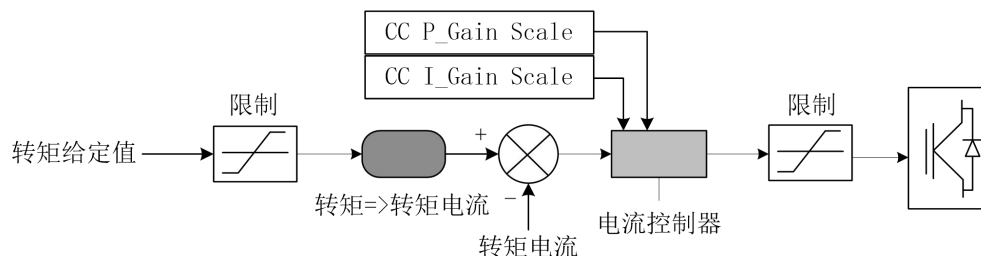 CC P_Gain Scale
CC I_Gain Scale
限制
限制
转矩给定值
+
−
转矩=>转矩电流
转矩电流
电流控制器